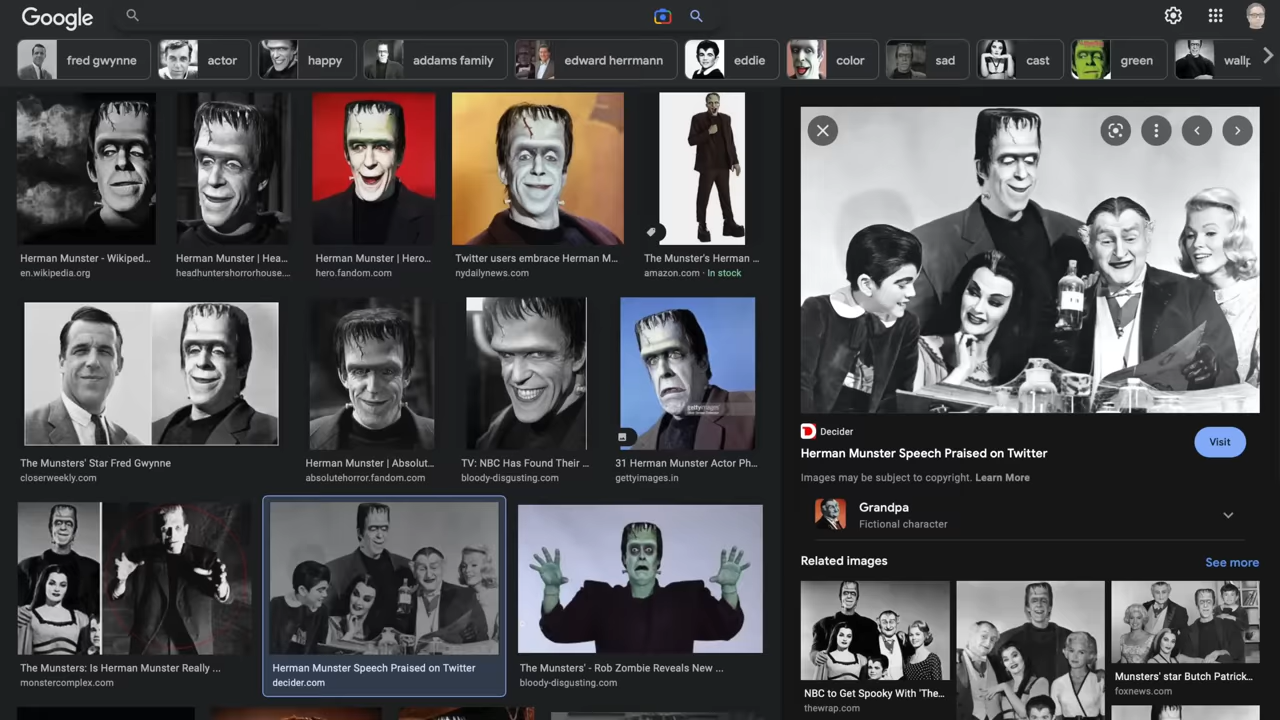 Google
fred gwynne
actor
happy
addams family
edward herrmann
eddie
color
sad
cast
green
wallp
Herman Munster - Wikiped...
en.wikipedia.org
Herman Munster | Hea...
headhuntershorrorhouse....
Herman Munster | Hero...
hero.fandom.com
Twitter users embrace Herman M...
nydailynews.com
The Munster's Herman ...
amazon.com · In stock
The Munsters' Star Fred Gwynne
closerweekly.com
Herman Munster | Absolut...
absolutehorror.fandom.com
TV: NBC Has Found Their ...
bloody-disgusting.com
gettyimages
31 Herman Munster Actor Ph...
gettyimages.in
The Munsters: Is Herman Munster Really ...
monstercomplex.com
Herman Munster Speech Praised on Twitter
decider.com
The Munsters' - Rob Zombie Reveals New ...
bloody-disgusting.com
Decider
Visit
Herman Munster Speech Praised on Twitter
Images may be subject to copyright. Learn More
Grandpa
Fictional character
Related images
See more
NBC to Get Spooky With 'The...
thewrap.com
Munsters' star Butch Patrick...
foxnews.com